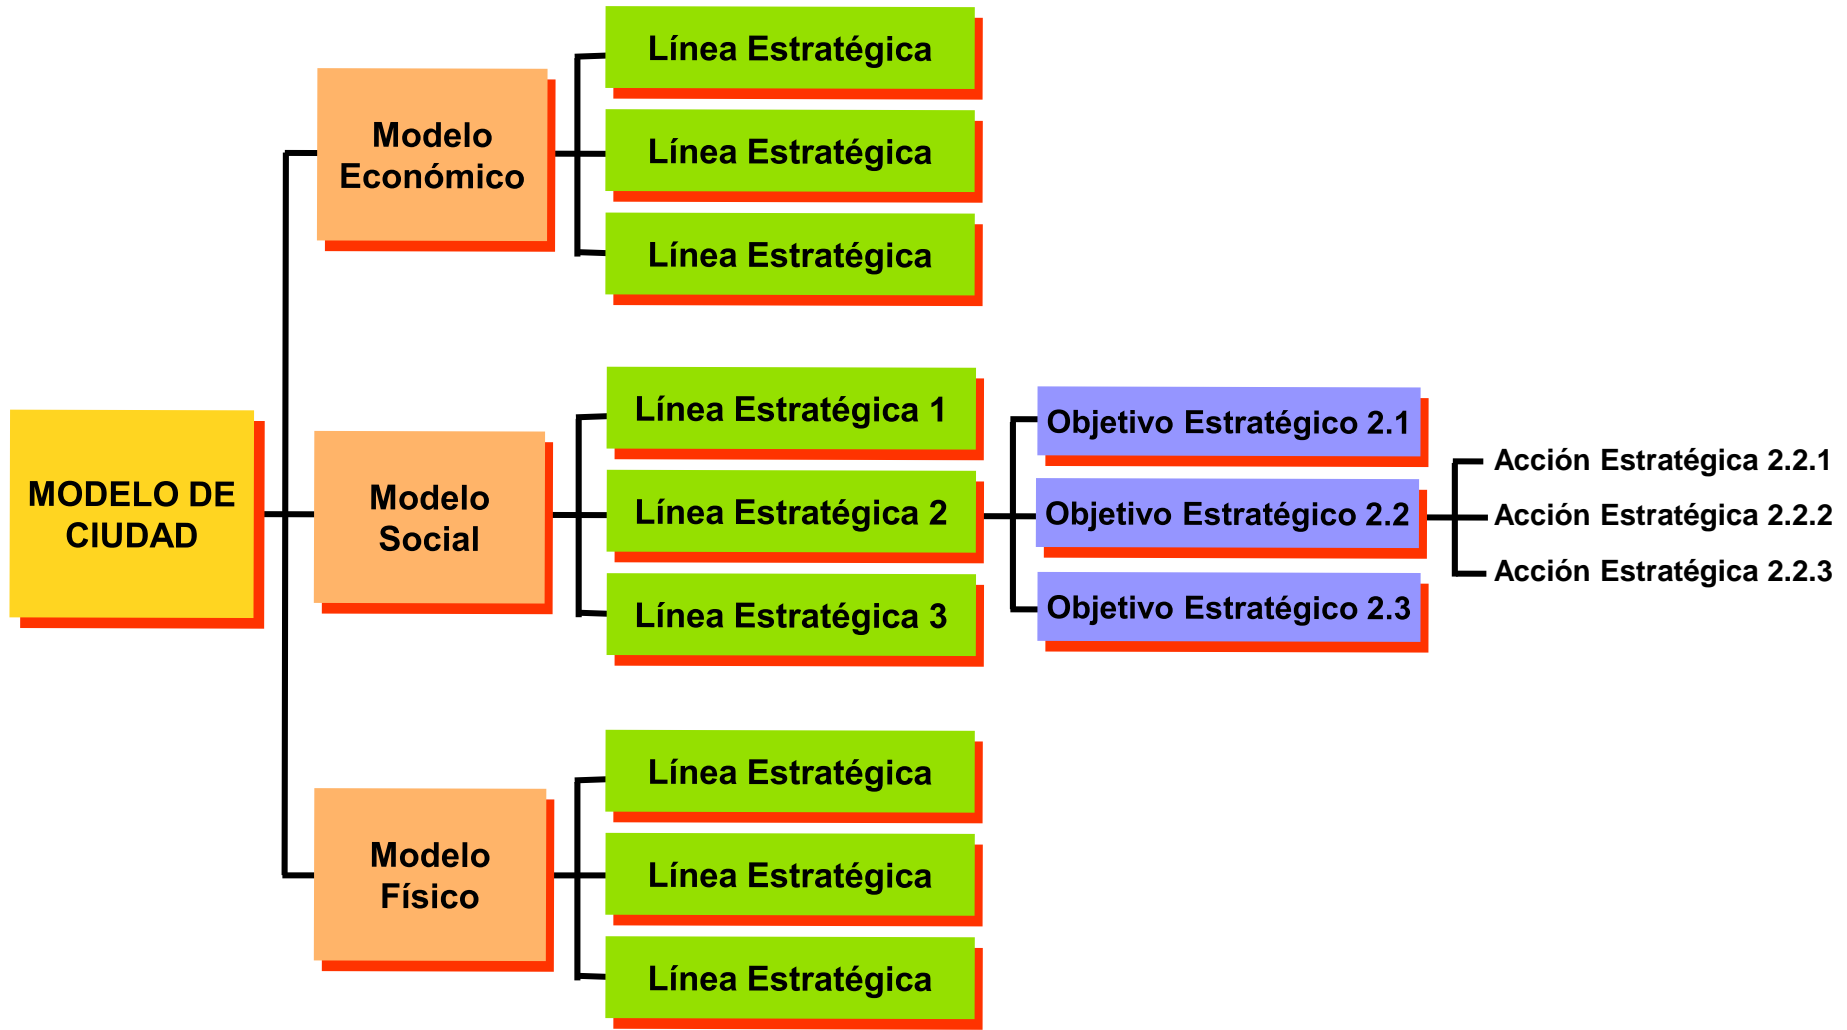 MODELO DE
CIUDAD
Modelo
Económico
Línea Estratégica
Línea Estratégica
Línea Estratégica
Modelo
Social
Línea Estratégica 1
Línea Estratégica 2
Línea Estratégica 3
Objetivo Estratégico 2.1
Objetivo Estratégico 2.2
Objetivo Estratégico 2.3
Acción Estratégica 2.2.1
Acción Estratégica 2.2.2
Acción Estratégica 2.2.3
Modelo
Físico
Línea Estratégica
Línea Estratégica
Línea Estratégica